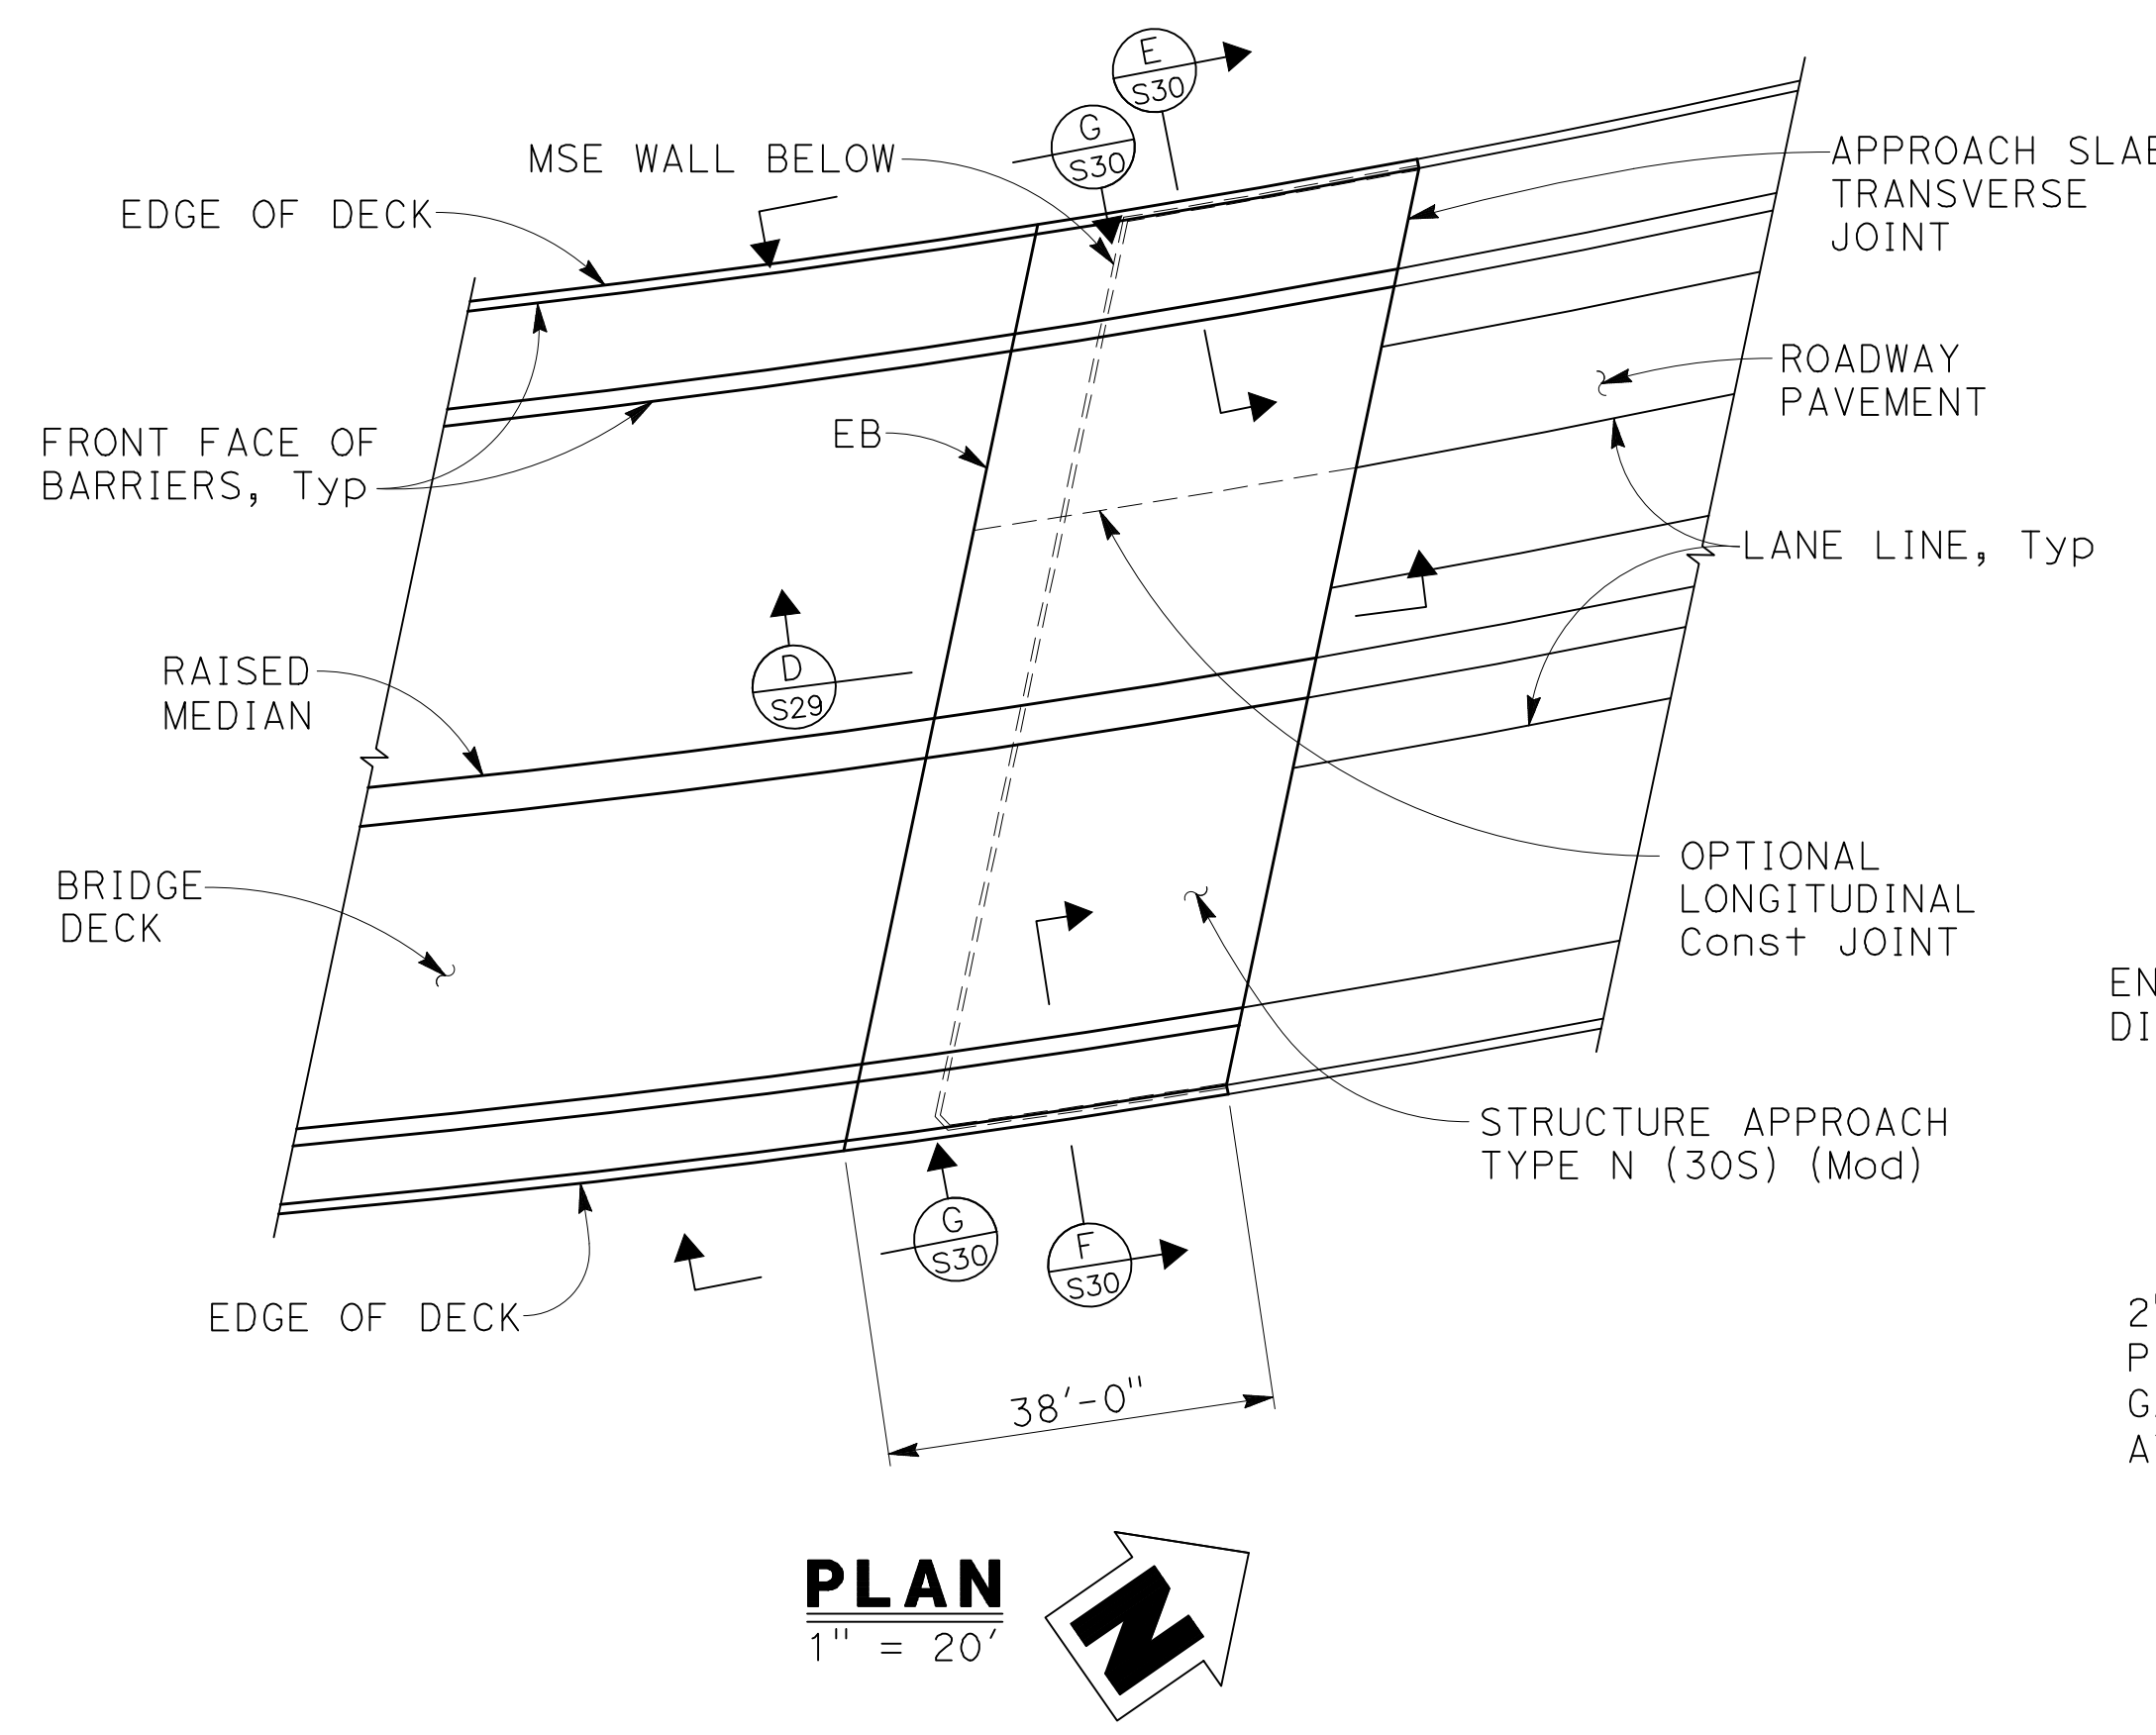 E
S30
G
S30
MSE WALL BELOW
EDGE OF DECK
APPROACH SLAB
TRANSVERSE
JOINT
ROADWAY
PAVEMENT
FRONT FACE OF
BARRIERS, Typ
EB
LANE LINE, Typ
RAISED
MEDIAN
D
S29
BRIDGE
DECK
OPTIONAL
LONGITUDINAL
Const JOINT
STRUCTURE APPROACH
TYPE N (30S) (Mod)
G
S30
F
S30
EDGE OF DECK
38'-0"
PLAN
1" = 20'
N